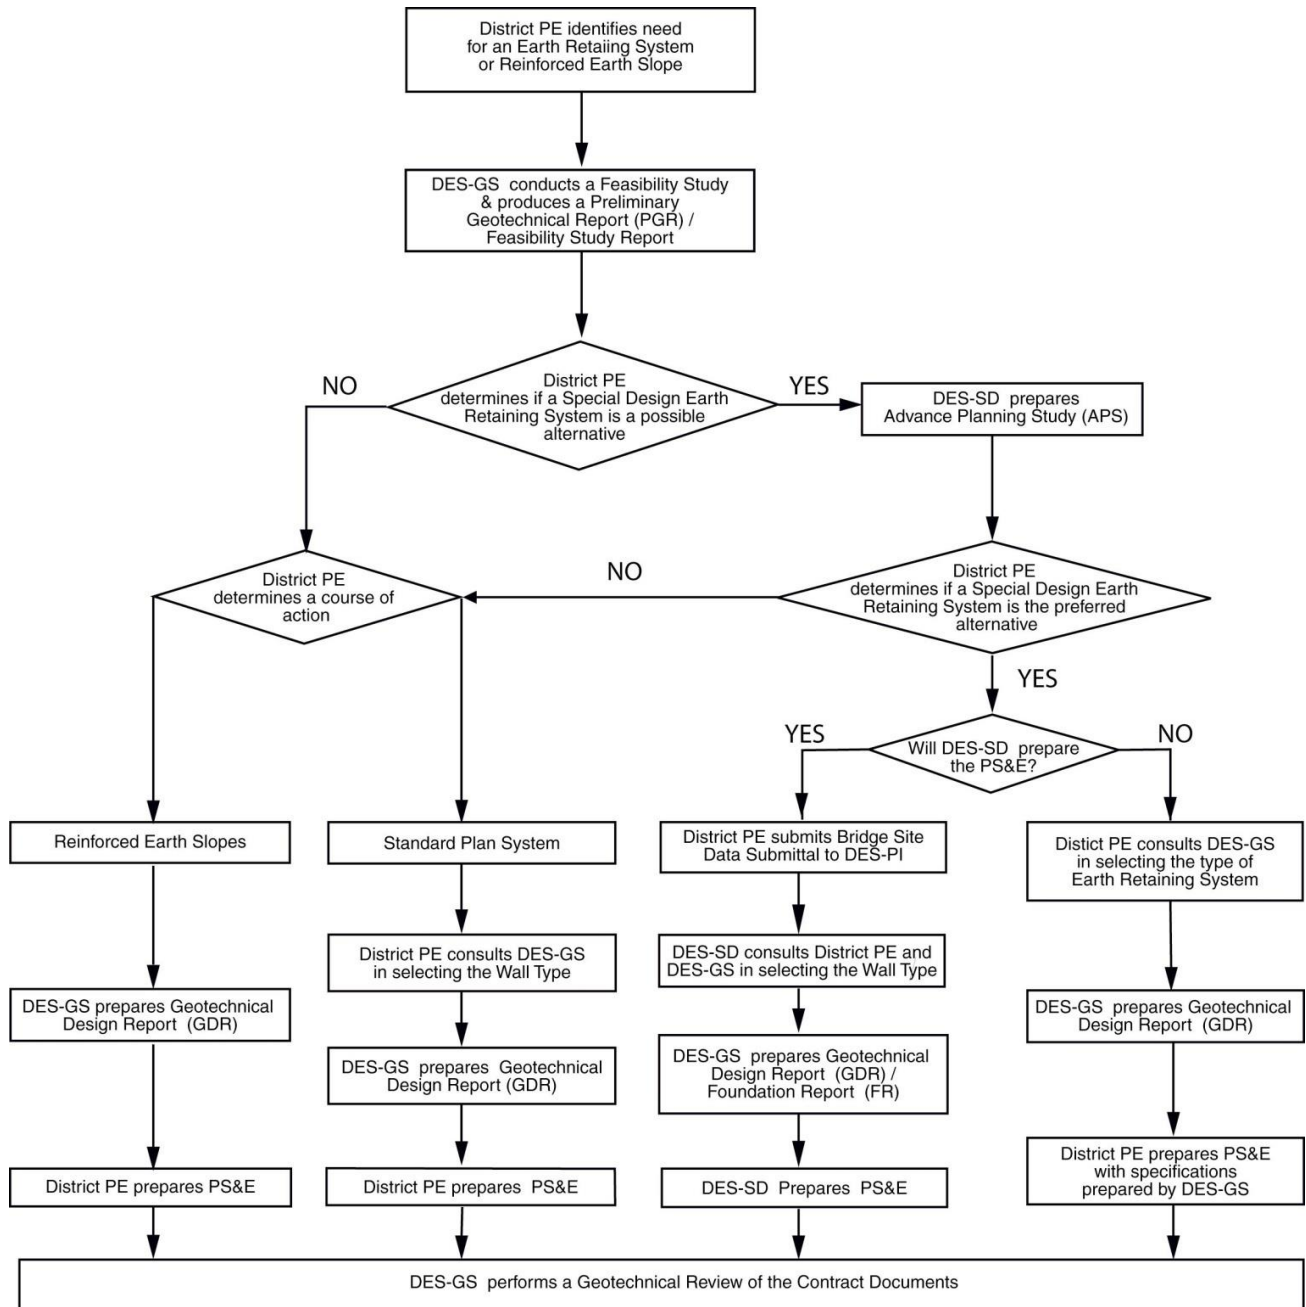 District PE identifies need
for an Earth Retaiing System
or Reinforced Earth Slope
DES-GS conducts a Feasibility Study
& produces a Preliminary
Geotechnical Report (PGR) /
Feasibility Study Report
NO
District PE
determines if a Special Design Earth
Retaining System is a possible
alternative
YES
DES-SD prepares
Advance Planning Study (APS)
District PE
determines a course of
action
NO
District PE
determines if a Special Design Earth
Retaining System is the preferred
alternative
YES
YES
Will DES-SD prepare
the PS&E?
NO
Reinforced Earth Slopes
DES-GS prepares Geotechnical
Design Report (GDR)
District PE prepares PS&E
Standard Plan System
District PE consults DES-GS
in selecting the Wall Type
DES-GS prepares Geotechnical
Design Report (GDR)
District PE prepares PS&E
District PE submits Bridge Site
Data Submittal to DES-PI
DES-SD consults District PE and
DES-GS in selecting the Wall Type
DES-GS prepares Geotechnical
Design Report (GDR) /
Foundation Report (FR)
DES-SD Prepares PS&E
Distict PE consults DES-GS
in selecting the type of
Earth Retaining System
DES-GS prepares Geotechnical
Design Report (GDR)
District PE prepares PS&E
with specifications
prepared by DES-GS
DES-GS performs a Geotechnical Review of the Contract Documents